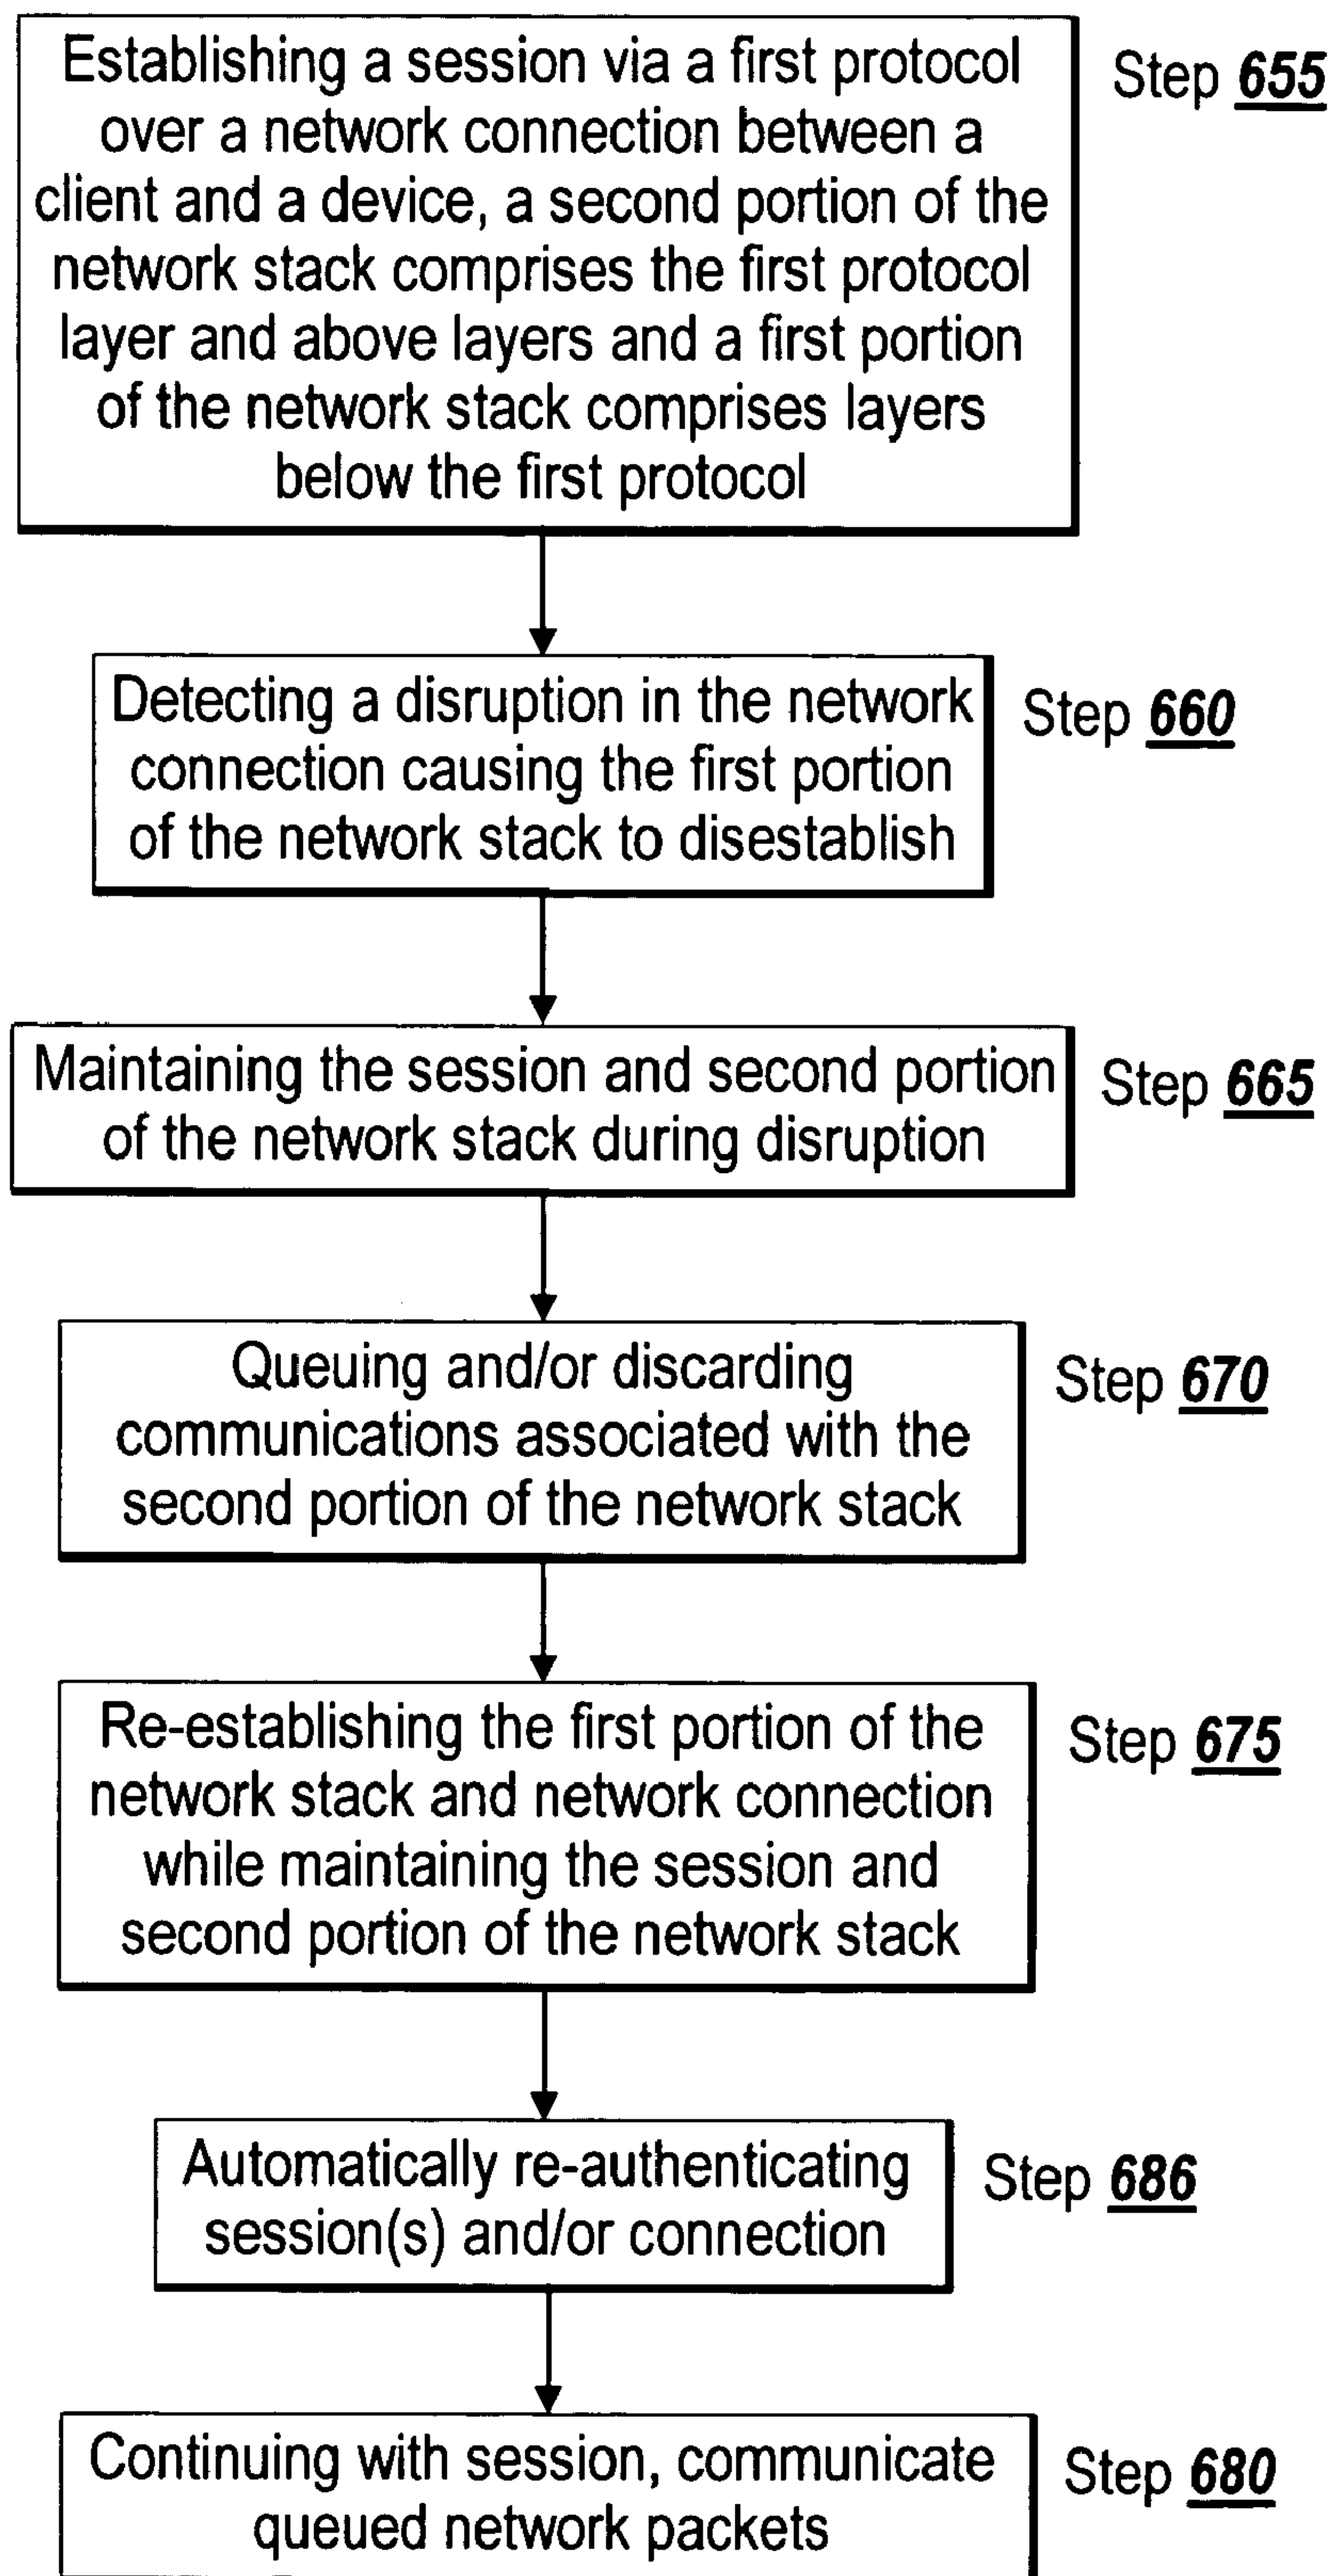 Establishing a session via a first protocol
over a network connection between a
client and a device, a second portion of the
network stack comprises the first protocol
layer and above layers and a first portion
of the network stack comprises layers
below the first protocol
Step 655
Detecting a disruption in the network
connection causing the first portion
of the network stack to disestablish
Step 660
Maintaining the session and second portion
of the network stack during disruption
Step 665
Queuing and/or discarding
communications associated with the
second portion of the network stack
Step 670
Re-establishing the first portion of the
network stack and network connection
while maintaining the session and
second portion of the network stack
Step 675
Automatically re-authenticating
session(s) and/or connection
Step 686
Continuing with session, communicate
queued network packets
Step 680